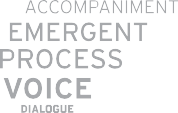 ACCOMPANIMENT
EMERGENT
PROCESS
VOICE
DIALOGUE